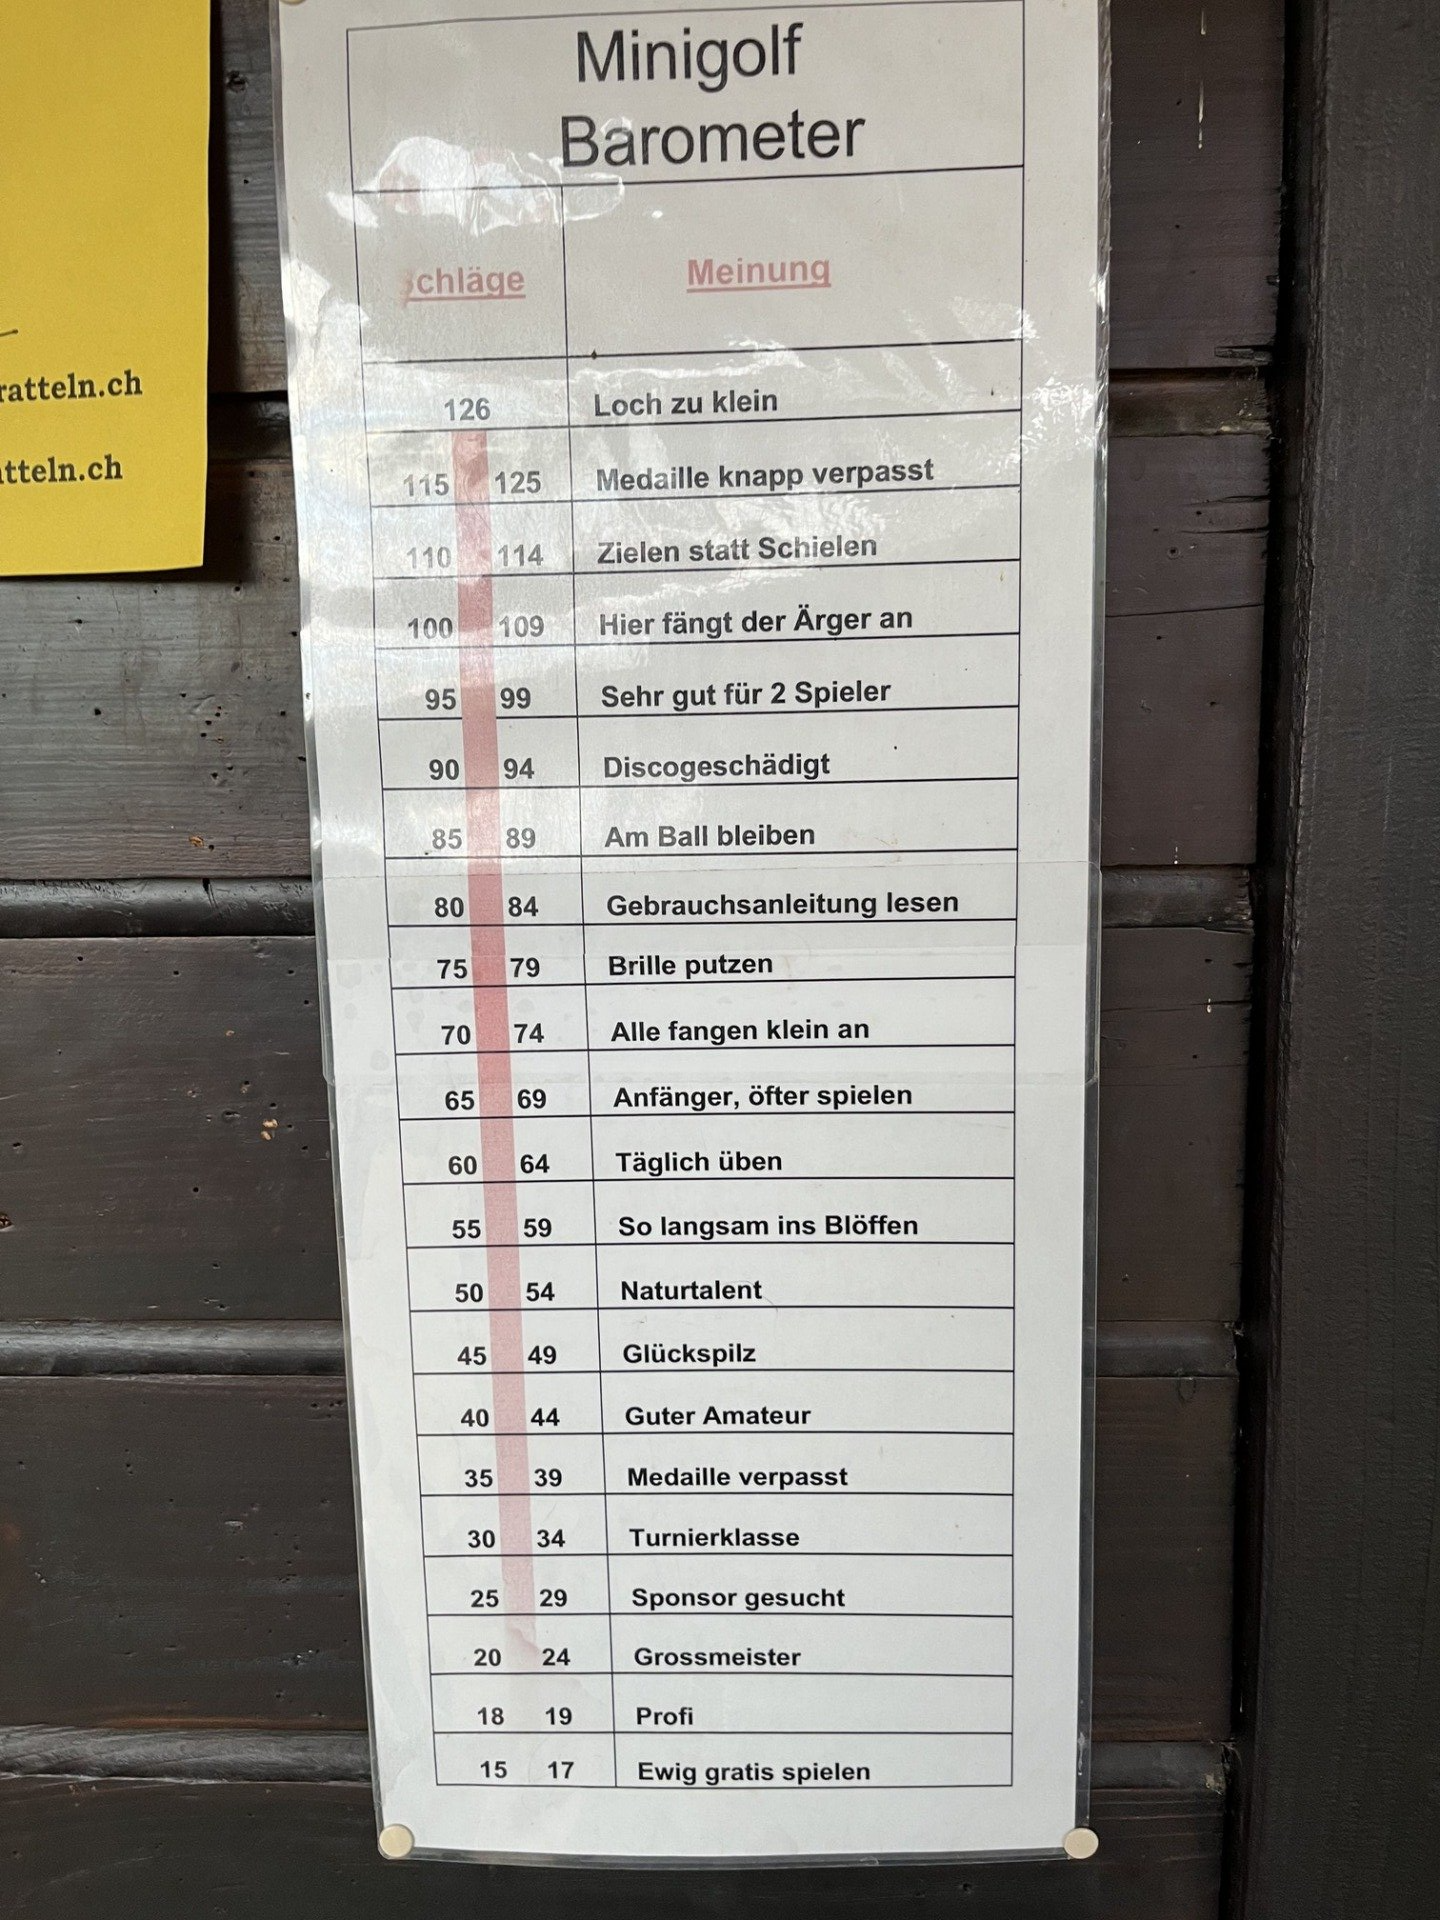 Minigolf
Barometer
chläge Meinung
126 Loch zu klein
115 125 Medaille knapp verpasst
110 114 Zielen statt Schielen
100 109 Hier fängt der Ärger an
95 99 Sehr gut für 2 Spieler
90 94 Discogeschädigt
85 89 Am Ball bleiben
80 84 Gebrauchsanleitung lesen
75 79 Brille putzen
70 74 Alle fangen klein an
65 69 Anfänger, öfter spielen
60 64 Täglich üben
55 59 So langsam ins Blöffen
50 54 Naturtalent
45 49 Glückspilz
40 44 Guter Amateur
35 39 Medaille verpasst
30 34 Turnierklasse
25 29 Sponsor gesucht
20 24 Grossmeister
18 19 Profi
15 17 Ewig gratis spielen
ratteln.ch
tteln.ch